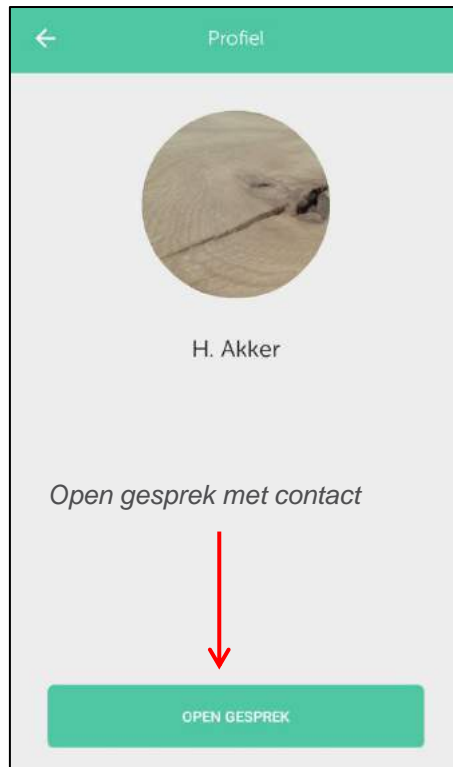 Profiel
H. Akker
Open gesprek met contact
OPEN GESPREK